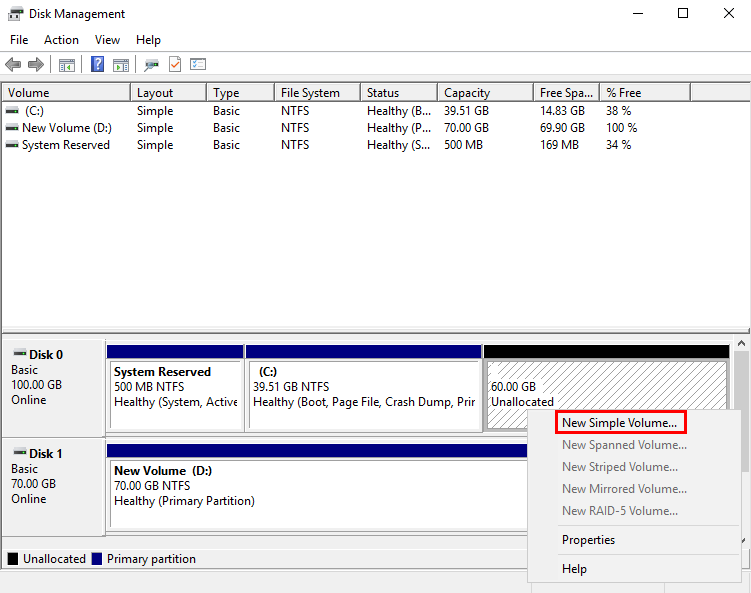 Disk Management
File Action View Help
Volume Layout Type File System Status Capacity Free Spa... % Free
(C:) Simple Basic NTFS Healthy (B... 39.51 GB 14.83 GB 38 %
New Volume (D:) Simple Basic NTFS Healthy (P... 70.00 GB 69.90 GB 100 %
System Reserved Simple Basic NTFS Healthy (S... 500 MB 169 MB 34 %
Disk 0
Basic
100.00 GB
Online
System Reserved
500 MB NTFS
Healthy (System, Active
(C:)
39.51 GB NTFS
Healthy (Boot, Page File, Crash Dump, Prir
60.00 GB
Unallocated
New Simple Volume...
New Spanned Volume...
New Striped Volume...
New Mirrored Volume...
New RAID-5 Volume...
Properties
Help
Disk 1
Basic
70.00 GB
Online
New Volume (D:)
70.00 GB NTFS
Healthy (Primary Partition)
Unallocated Primary partition